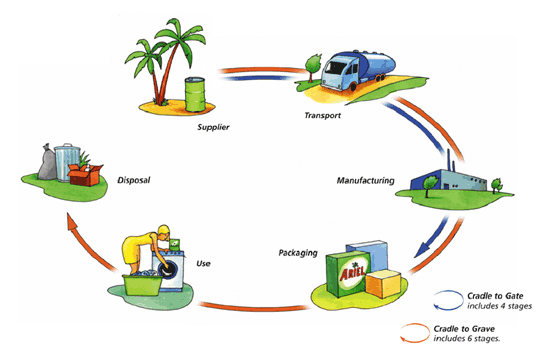 Supplier
Transport
Manufacturing
Packaging
ARIEL
Use
Disposal
Cradle to Gate
includes 4 stages
Cradle to Grave
includes 6 stages.